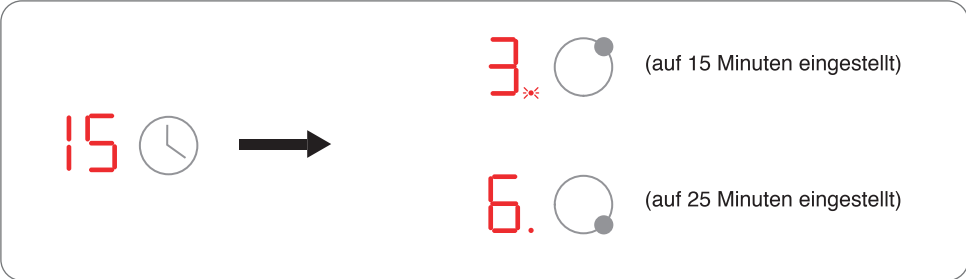 3. (auf 15 Minuten eingestellt)
15
6. (auf 25 Minuten eingestellt)